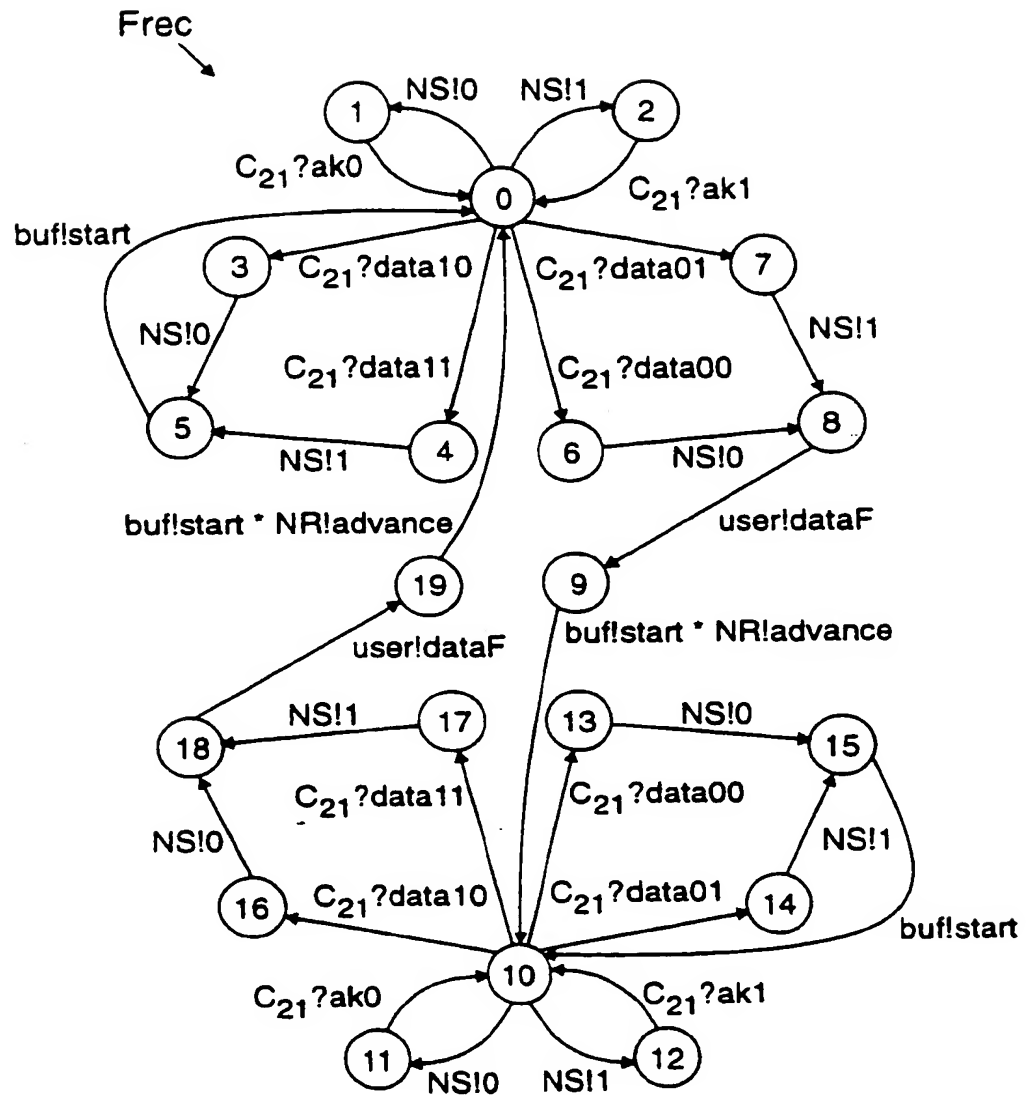 Frec
NS!0
NS!1
1
2
C21?ak0
0
C21?ak1
buf!start
3
C21?data10
C21?data01
7
NS!0
NS!1
C21?data11
C21?data00
5
4
6
8
NS!1
NS!0
buf!start * NR!advance
user!dataF
19
9
user!dataF
buf!start * NR!advance
18
NS!1
17
13
NS!0
15
C21?data11
C21?data00
NS!0
NS!1
16
C21?data10
C21?data01
14
buf!start
10
C21?ak0
C21?ak1
11
12
NS!0
NS!1